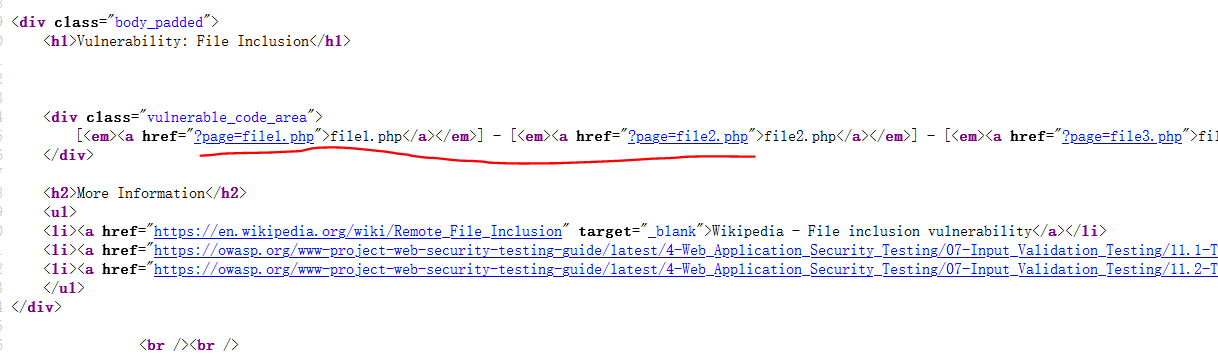 <div class="body_padded">
<h1>Vulnerability: File Inclusion</h1>
<div class="vulnerable_code_area">
[<em><a href="?page=file1.php">file1.php</a></em>] - [<em><a href="?page=file2.php">file2.php</a></em>] - [<em><a href="?page=file3.php">fil
</div>
<h2>More Information</h2>
<ul>
<li><a href="https://en.wikipedia.org/wiki/Remote_File_Inclusion" target="_blank">Wikipedia - File inclusion vulnerability</a></li>
<li><a href="https://owasp.org/www-project-web-security-testing-guide/latest/4-Web_Application_Security_Testing/07-Input_Validation_Testing/11.1-T
<li><a href="https://owasp.org/www-project-web-security-testing-guide/latest/4-Web_Application_Security_Testing/07-Input_Validation_Testing/11.2-T
</ul>
</div>
<br /><br />